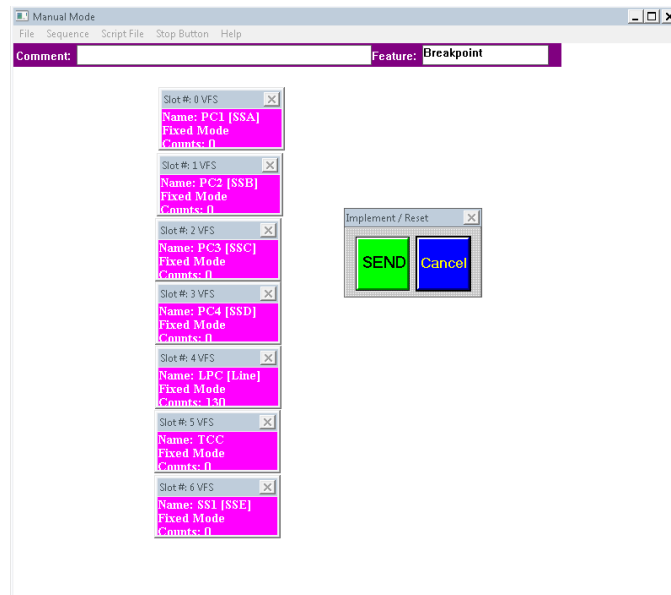 Manual Mode
File Sequence Script File Stop Button Help
Comment: Feature: Breakpoint
Slot #: 0 VFS
Name: PC1 [SSA]
Fixed Mode
Counts: 0
Slot #: 1 VFS
Name: PC2 [SSB]
Fixed Mode
Counts: 0
Slot #: 2 VFS
Name: PC3 [SSC]
Fixed Mode
Counts: 0
Slot #: 3 VFS
Name: PC4 [SSD]
Fixed Mode
Counts: 0
Slot #: 4 VFS
Name: LPC [Line]
Fixed Mode
Counts: 130
Slot #: 5 VFS
Name: TCC
Fixed Mode
Counts: 0
Slot #: 6 VFS
Name: SS1 [SSE]
Fixed Mode
Counts: 0
Implement / Reset
SEND Cancel